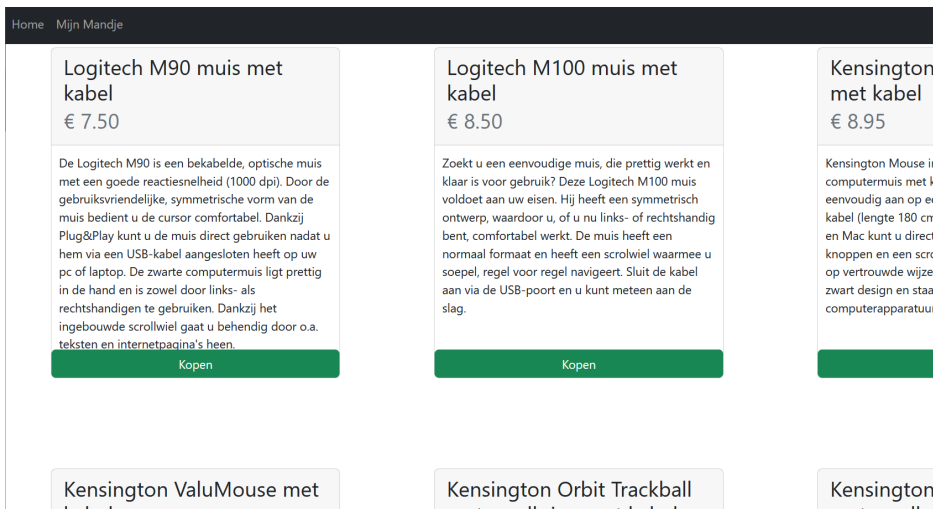 Home Mijn Mandje
Logitech M90 muis met
kabel
€ 7.50
De Logitech M90 is een bekabelde, optische muis
met een goede reactiesnelheid (1000 dpi). Door de
gebruiksvriendelijke, symmetrische vorm van de
muis bedient u de cursor comfortabel. Dankzij
Plug&Play kunt u de muis direct gebruiken nadat u
hem via een USB-kabel aangesloten heeft op uw
pc of laptop. De zwarte computermuis ligt prettig
in de hand en is zowel door links- als
rechtshandigen te gebruiken. Dankzij het
ingebouwde scrollwiel gaat u behendig door o.a.
teksten en internetpagina's heen.
Kopen
Logitech M100 muis met
kabel
€ 8.50
Zoekt u een eenvoudige muis, die prettig werkt en
klaar is voor gebruik? Deze Logitech M100 muis
voldoet aan uw eisen. Hij heeft een symmetrisch
ontwerp, waardoor u, of u nu links- of rechtshandig
bent, comfortabel werkt. De muis heeft een
normaal formaat en heeft een scrolwiel waarmee u
soepel, regel voor regel navigeert. Sluit de kabel
aan via de USB-poort en u kunt meteen aan de
slag.
Kopen
Kensington
met kabel
€ 8.95
Kensington Mouse
computermuis met
eenvoudig aan op
kabel (lengte 180 cm
en Mac kunt u direct
knoppen en een
op vertrouwde wijze
zwart design en
computerapparatuur
Kensington ValuMouse met
Kensington Orbit Trackball
Kensington